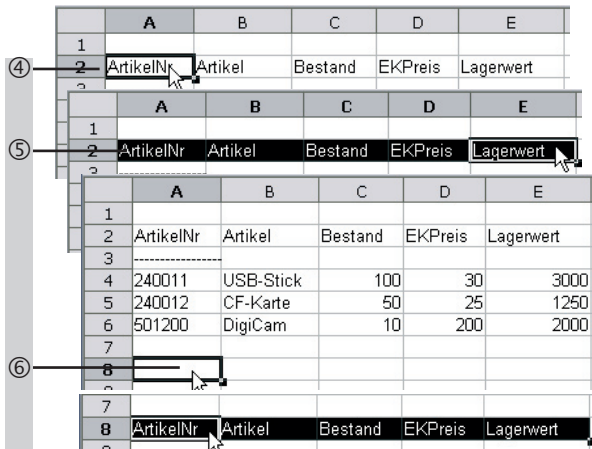 A B C D E
1
④ 2 ArtikelNr Artikel Bestand EKPreis Lagerwert
A B C D E
1
⑤ 2 ArtikelNr Artikel Bestand EKPreis Lagerwert
3
A B C D E
1
2 ArtikelNr Artikel Bestand EKPreis Lagerwert
3 ----------------
4 240011 USB-Stick 100 30 3000
5 240012 CF-Karte 50 25 1250
6 501200 DigiCam 10 200 2000
7
⑥ 8
7
8 ArtikelNr Artikel Bestand EKPreis Lagerwert